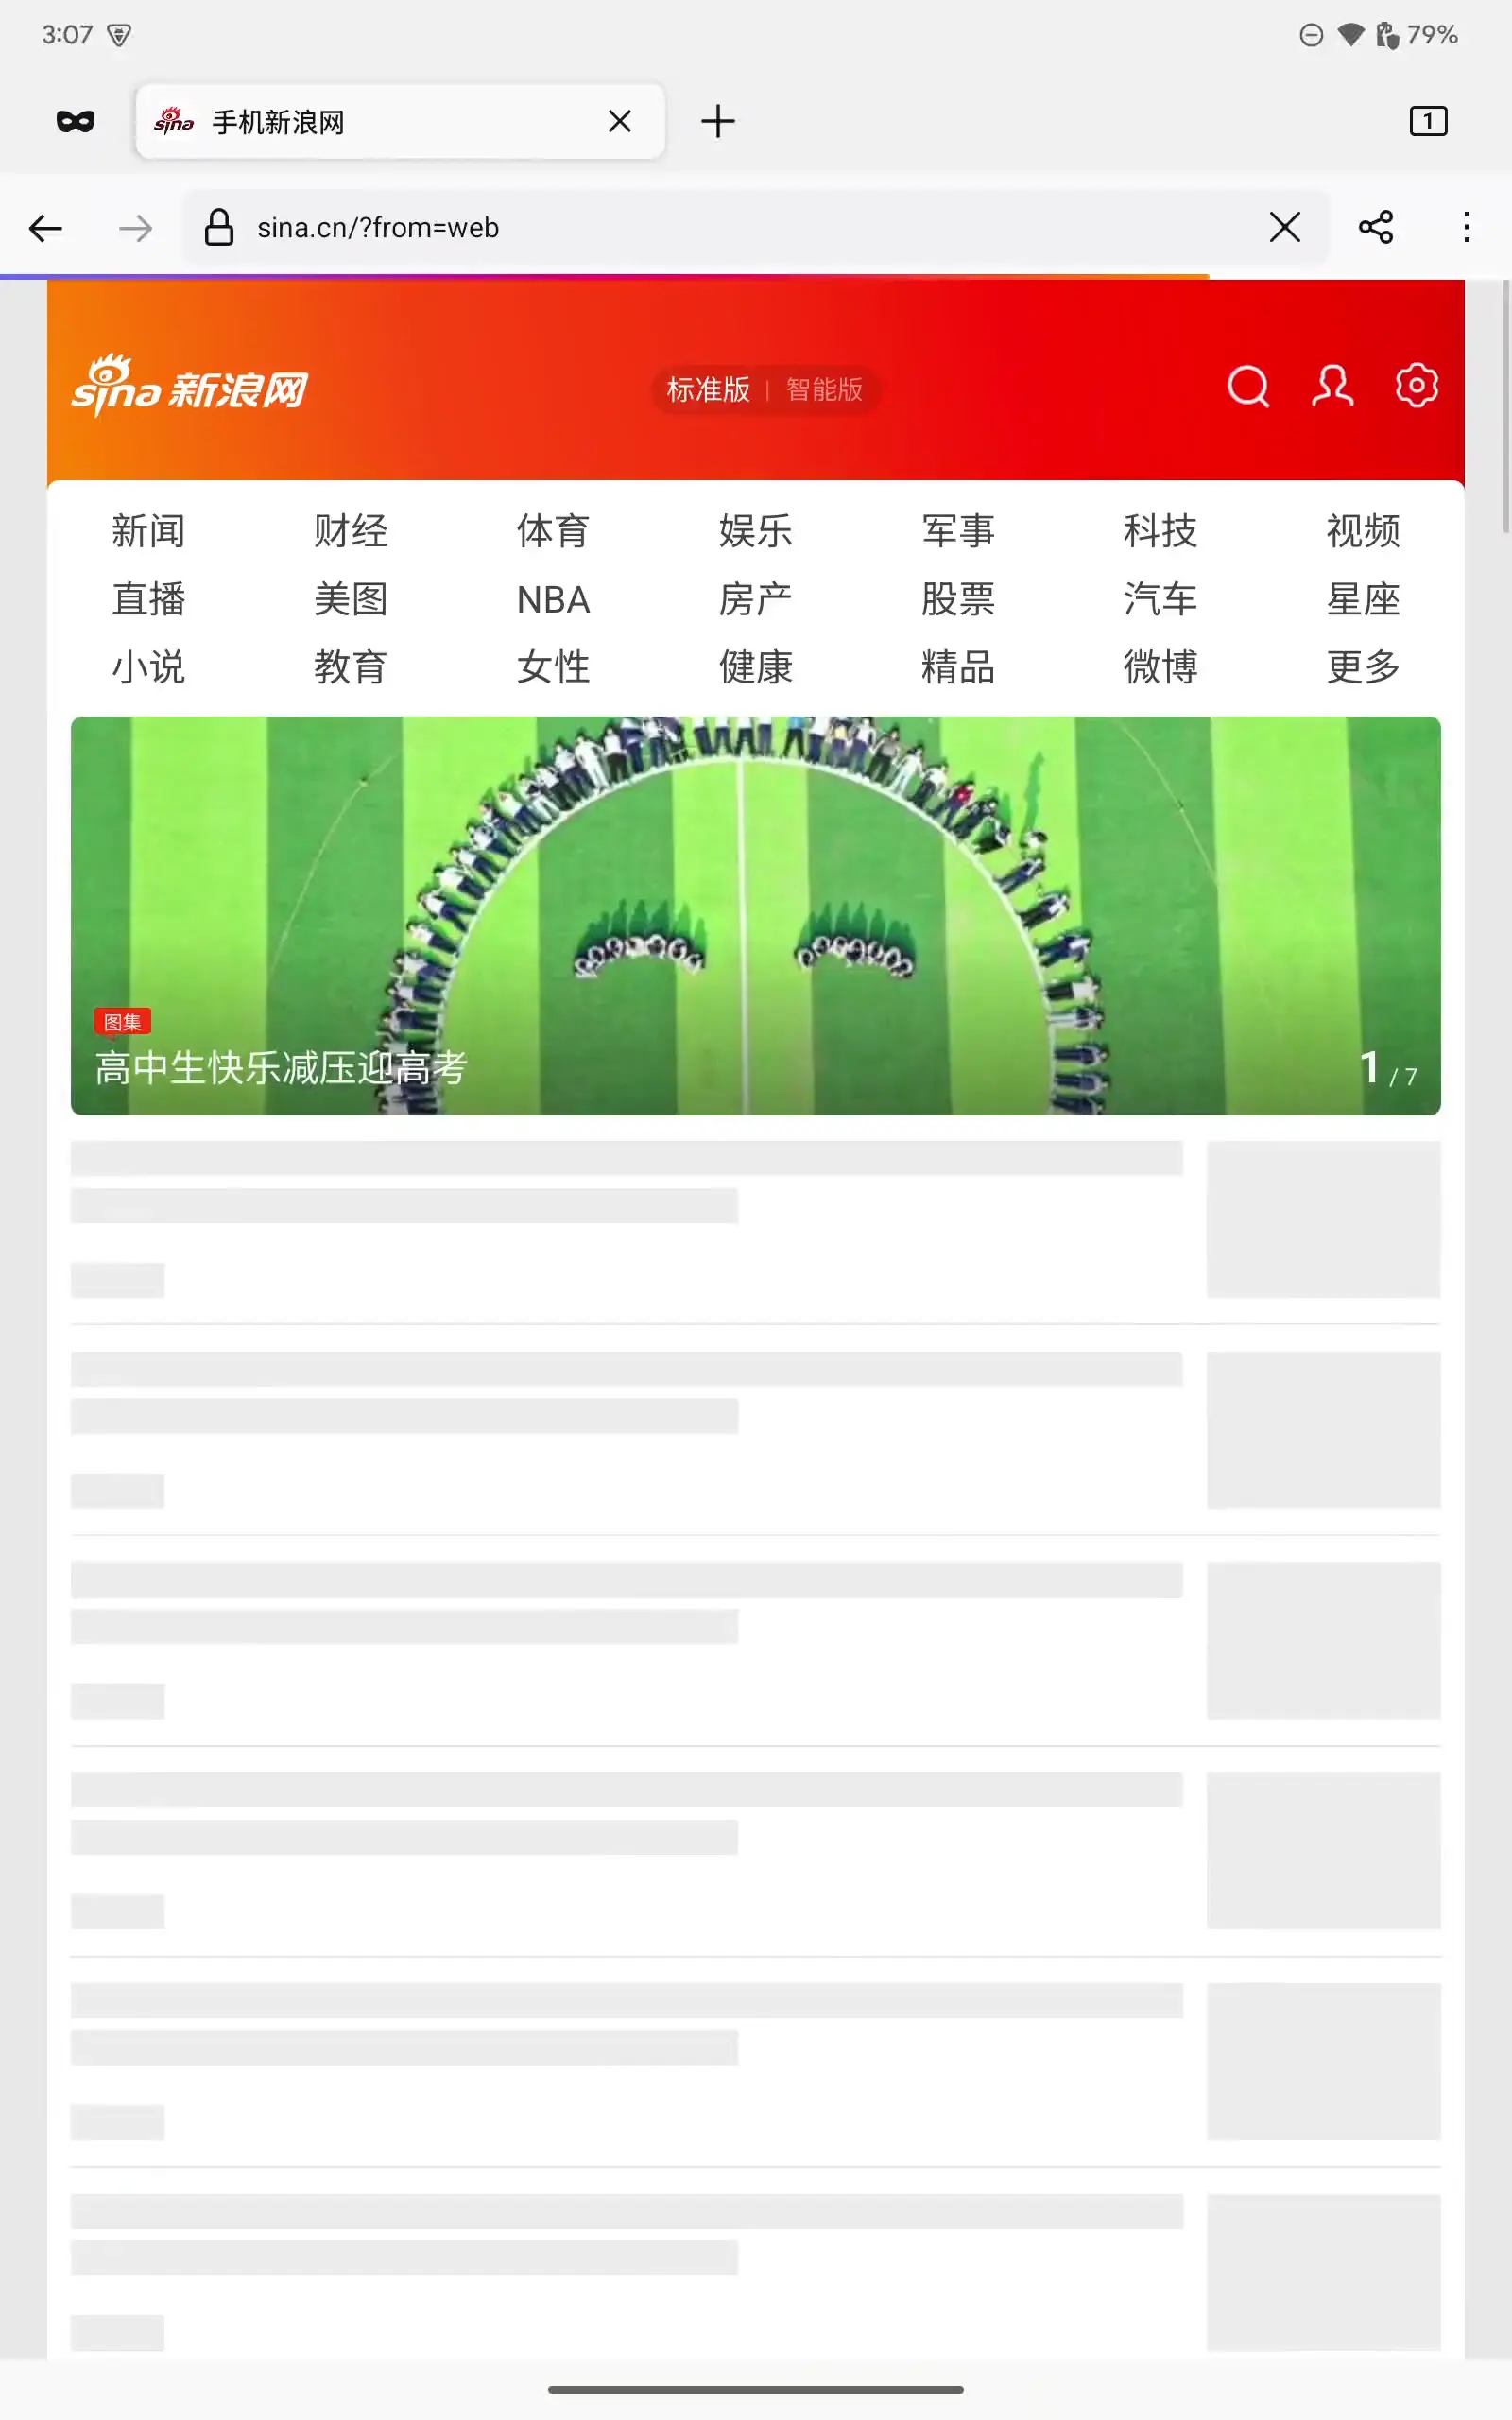 3:07
79%
sina 手机新浪网
1
sina.cn/?from=web
sina 新浪网
标准版 | 智能版
新闻 财经 体育 娱乐 军事 科技 视频
直播 美图 NBA 房产 股票 汽车 星座
小说 教育 女性 健康 精品 微博 更多
图集
高中生快乐减压迎高考
1 / 7